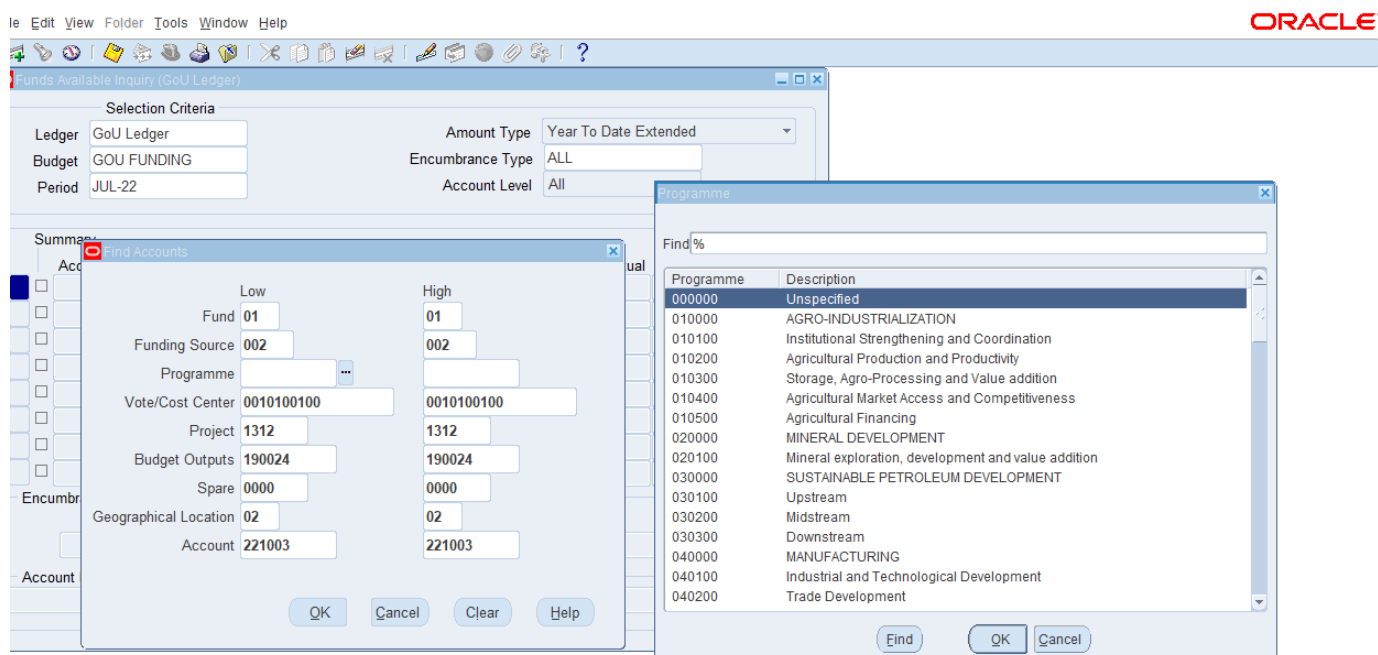 le Edit View Folder Tools Window Help
ORACLE
Funds Available Inquiry (GoU Ledger)
Selection Criteria
Ledger GoU Ledger
Amount Type Year To Date Extended
Budget GOU FUNDING
Encumbrance Type ALL
Period JUL-22
Account Level All
Summary
Acc
ual
Encumbr
Account
Find Accounts
Low High
Fund 01 01
Funding Source 002 002
Programme ...
Vote/Cost Center 0010100100 0010100100
Project 1312 1312
Budget Outputs 190024 190024
Spare 0000 0000
Geographical Location 02 02
Account 221003 221003
OK Cancel Clear Help
Programme
Find %
Programme Description
000000 Unspecified
010000 AGRO-INDUSTRIALIZATION
010100 Institutional Strengthening and Coordination
010200 Agricultural Production and Productivity
010300 Storage, Agro-Processing and Value addition
010400 Agricultural Market Access and Competitiveness
010500 Agricultural Financing
020000 MINERAL DEVELOPMENT
020100 Mineral exploration, development and value addition
030000 SUSTAINABLE PETROLEUM DEVELOPMENT
030100 Upstream
030200 Midstream
030300 Downstream
040000 MANUFACTURING
040100 Industrial and Technological Development
040200 Trade Development
Find OK Cancel